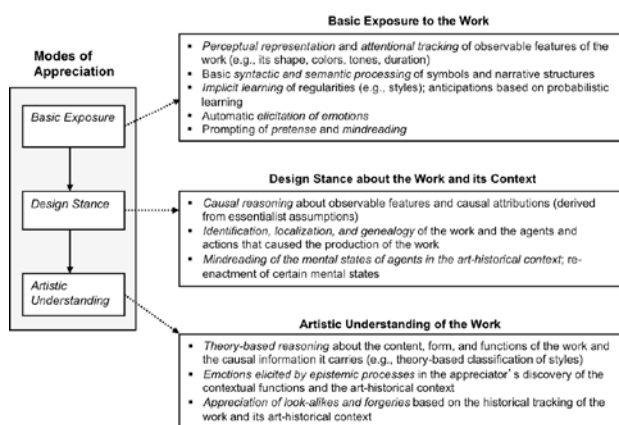 Modes of
Appreciation
Basic Exposure
Design Stance
Artistic
Understanding
Basic Exposure to the Work
▪ Perceptual representation and attentional tracking of observable features of the
work (e.g., its shape, colors, tones, duration)
▪ Basic syntactic and semantic processing of symbols and narrative structures
▪ Implicit learning of regularities (e.g., styles); anticipations based on probabilistic
learning
▪ Automatic elicitation of emotions
▪ Prompting of pretense and mindreading
Design Stance about the Work and its Context
▪ Causal reasoning about observable features and causal attributions (derived
from essentialist assumptions)
▪ Identification, localization, and genealogy of the work and the agents and
actions that caused the production of the work
▪ Mindreading of the mental states of agents in the art-historical context; re-
enactment of certain mental states
Artistic Understanding of the Work
▪ Theory-based reasoning about the content, form, and functions of the work and
the causal information it carries (e.g., theory-based classification of styles)
▪ Emotions elicited by epistemic processes in the appreciator's discovery of the
contextual functions and the art-historical context
▪ Appreciation of look-alikes and forgeries based on the historical tracking of the
work and its art-historical context